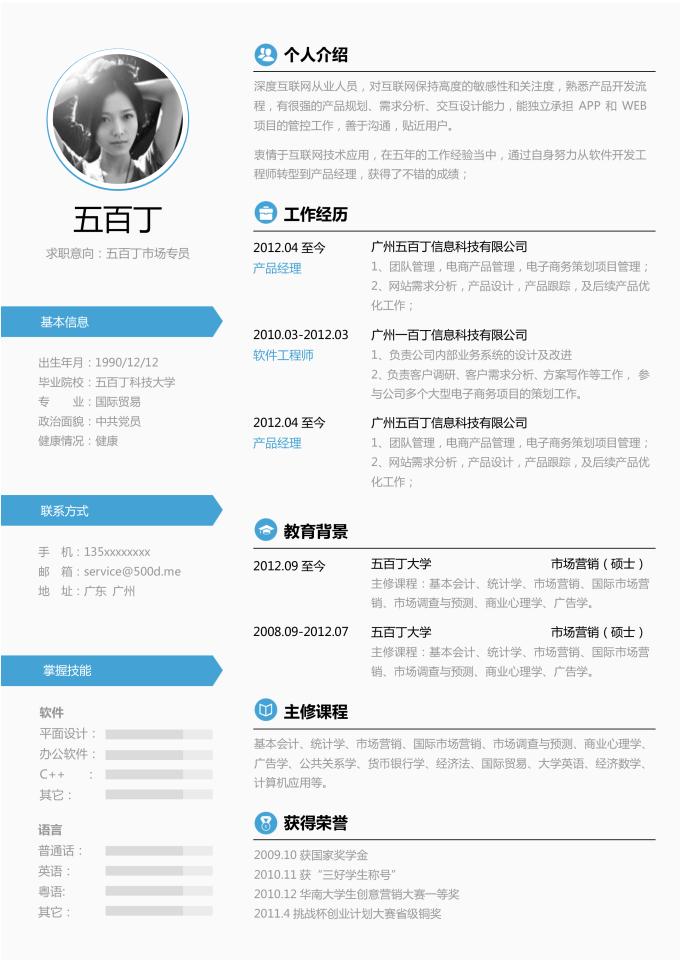 五百丁
求职意向：五百丁市场专员
基本信息
出生年月：1990/12/12
毕业院校：五百丁科技大学
专　　业：国际贸易
政治面貌：中共党员
健康情况：健康
联系方式
手　机：135xxxxxxxx
邮　箱：service@500d.me
地　址：广东 广州
掌握技能
软件
平面设计：
办公软件：
C++　　：
其它：
语言
普通话：
英语：
粤语:
其它：
个人介绍
深度互联网从业人员，对互联网保持高度的敏感性和关注度，熟悉产品开发流
程，有很强的产品规划、需求分析、交互设计能力，能独立承担 APP 和 WEB
项目的管控工作，善于沟通，贴近用户。
衷情于互联网技术应用，在五年的工作经验当中，通过自身努力从软件开发工
程师转型到产品经理，获得了不错的成绩；
工作经历
2012.04 至今 广州五百丁信息科技有限公司
产品经理 1、团队管理，电商产品管理，电子商务策划项目管理；
2、网站需求分析，产品设计，产品跟踪，及后续产品优
化工作；
2010.03-2012.03 广州一百丁信息科技有限公司
软件工程师 1、负责公司内部业务系统的设计及改进
2、负责客户调研、客户需求分析、方案写作等工作， 参
与公司多个大型电子商务项目的策划工作。
2012.04 至今 广州五百丁信息科技有限公司
产品经理 1、团队管理，电商产品管理，电子商务策划项目管理；
2、网站需求分析，产品设计，产品跟踪，及后续产品优
化工作；
教育背景
2012.09 至今 五百丁大学 市场营销（硕士）
主修课程：基本会计、统计学、市场营销、国际市场营
销、市场调查与预测、商业心理学、广告学。
2008.09-2012.07 五百丁大学 市场营销（硕士）
主修课程：基本会计、统计学、市场营销、国际市场营
销、市场调查与预测、商业心理学、广告学。
主修课程
基本会计、统计学、市场营销、国际市场营销、市场调查与预测、商业心理学、
广告学、公共关系学、货币银行学、经济法、国际贸易、大学英语、经济数学、
计算机应用等。
获得荣誉
2009.10 获国家奖学金
2010.11 获“三好学生称号”
2010.12 华南大学生创意营销大赛一等奖
2011.4 挑战杯创业计划大赛省级铜奖